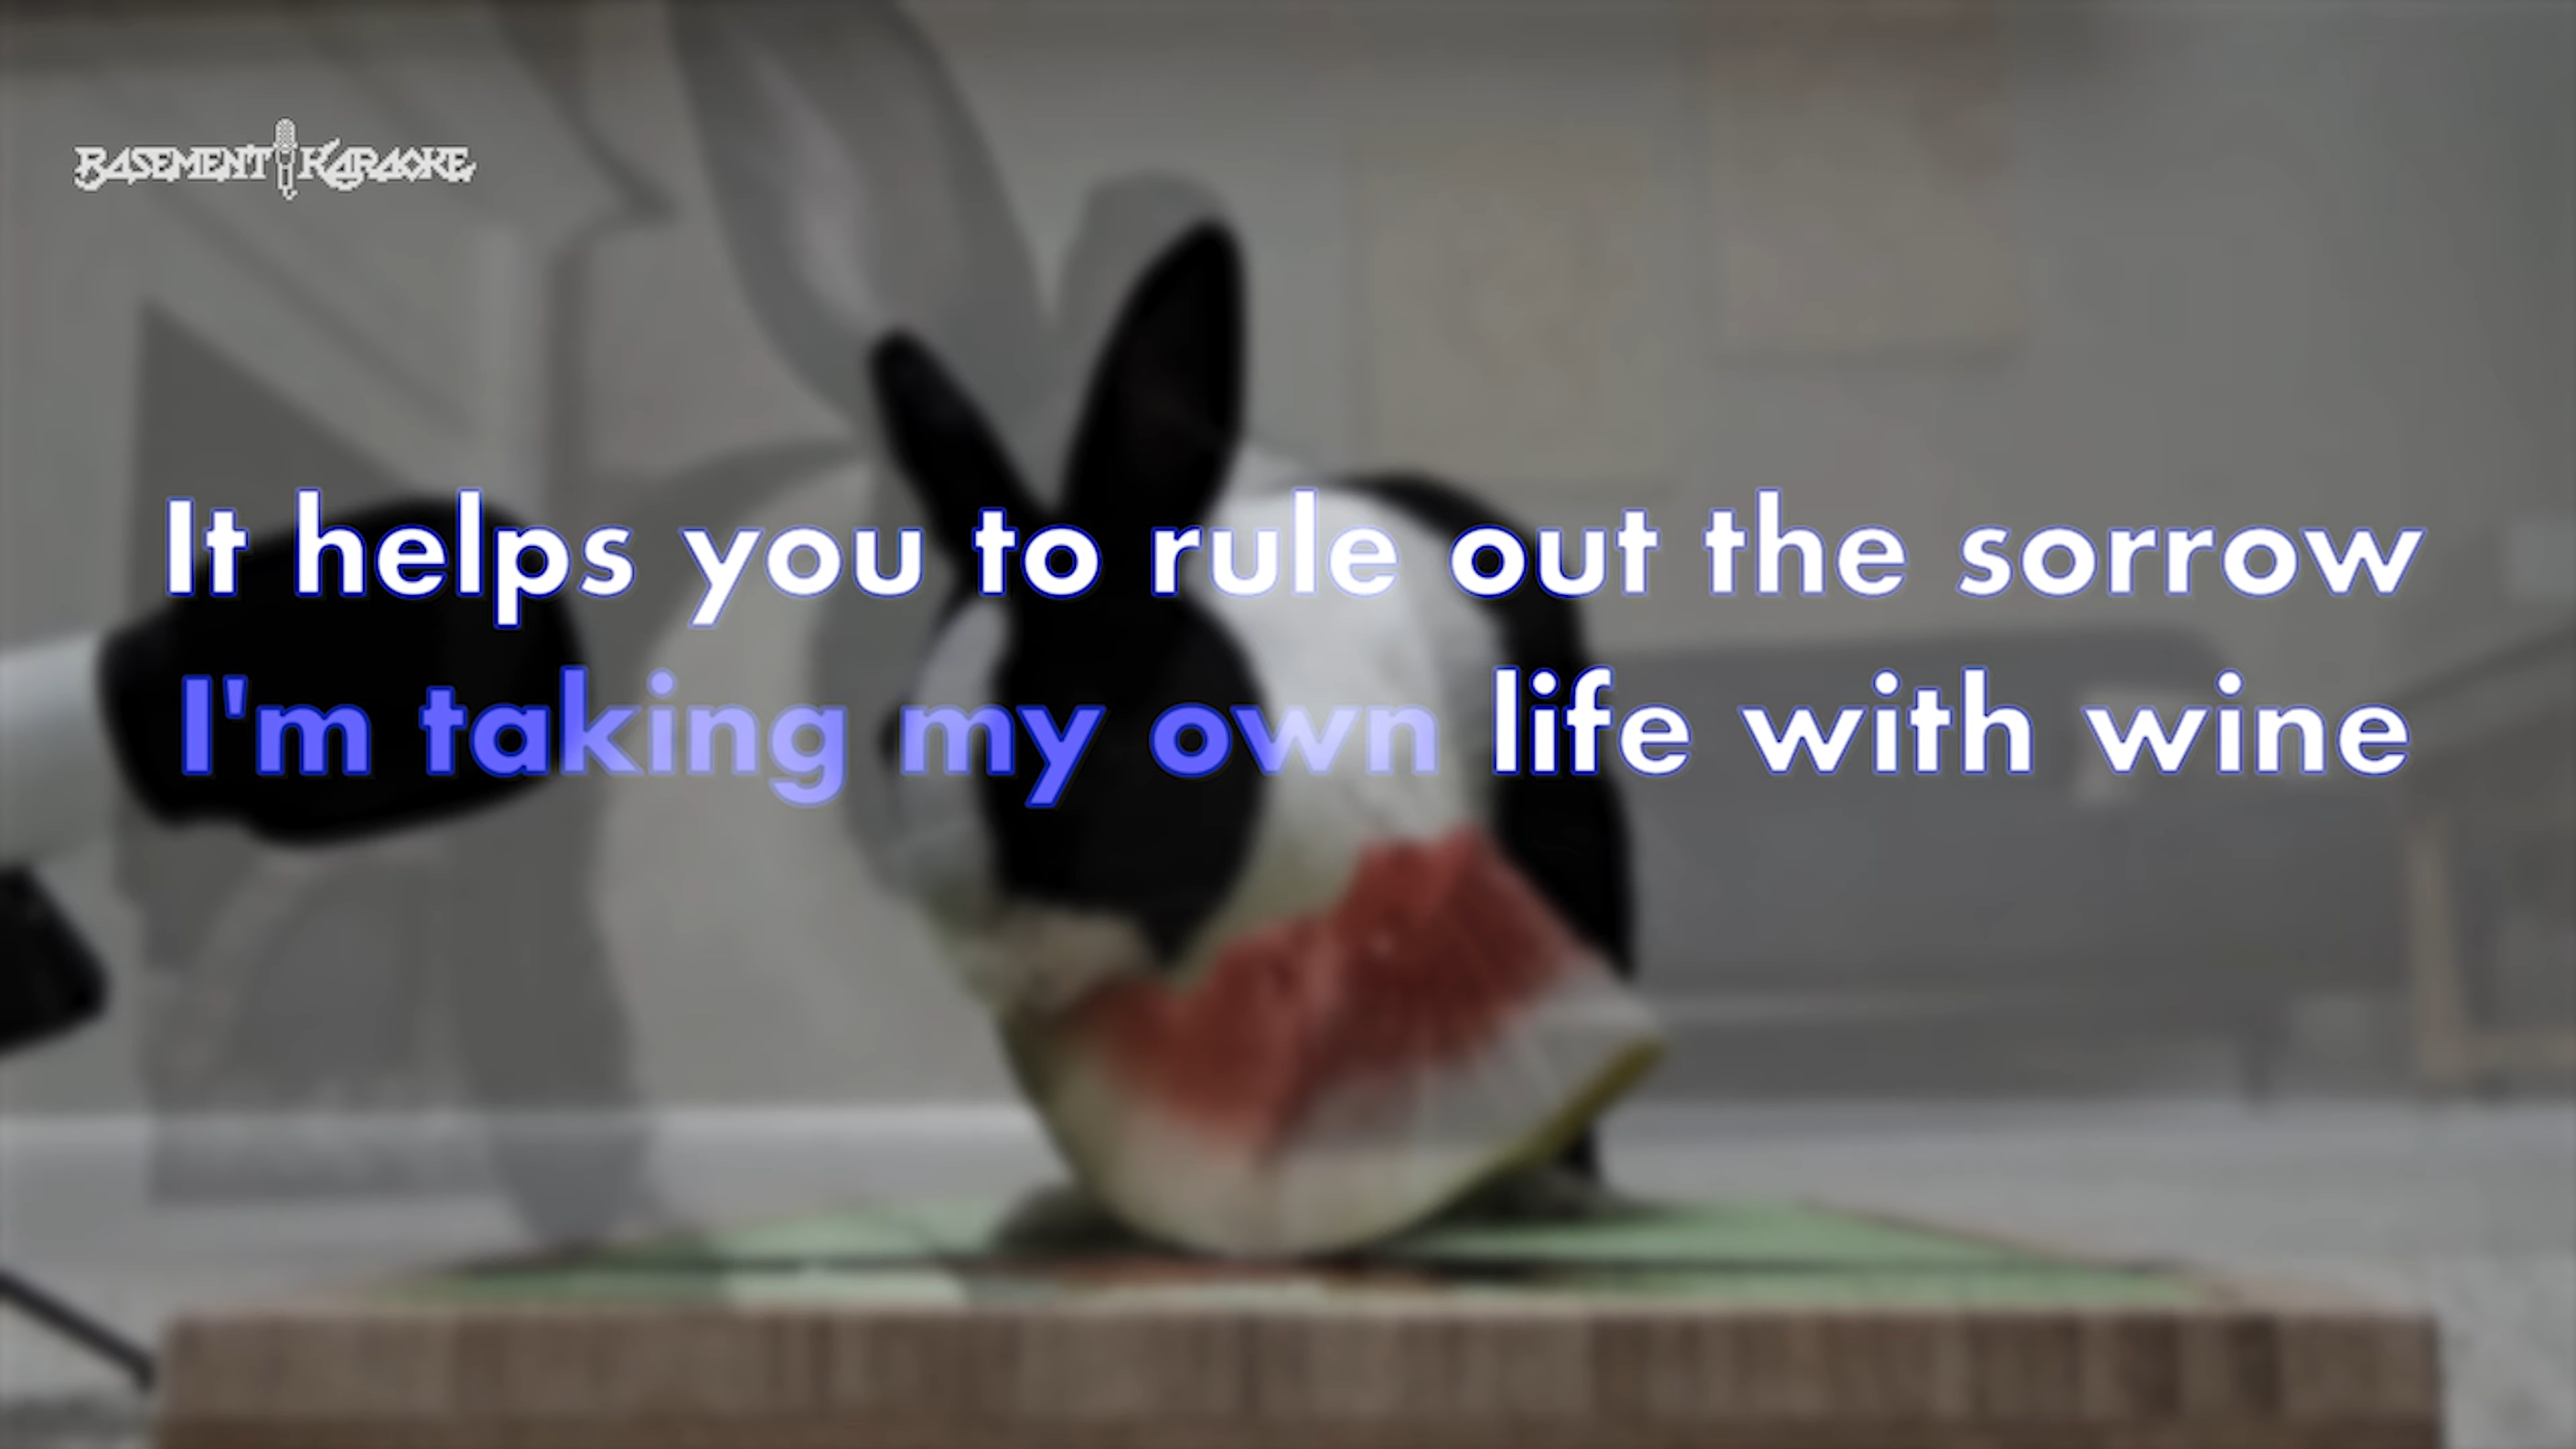 BASEMENT KARAOKE
It helps you to rule out the sorrow
I'm taking my own life with wine